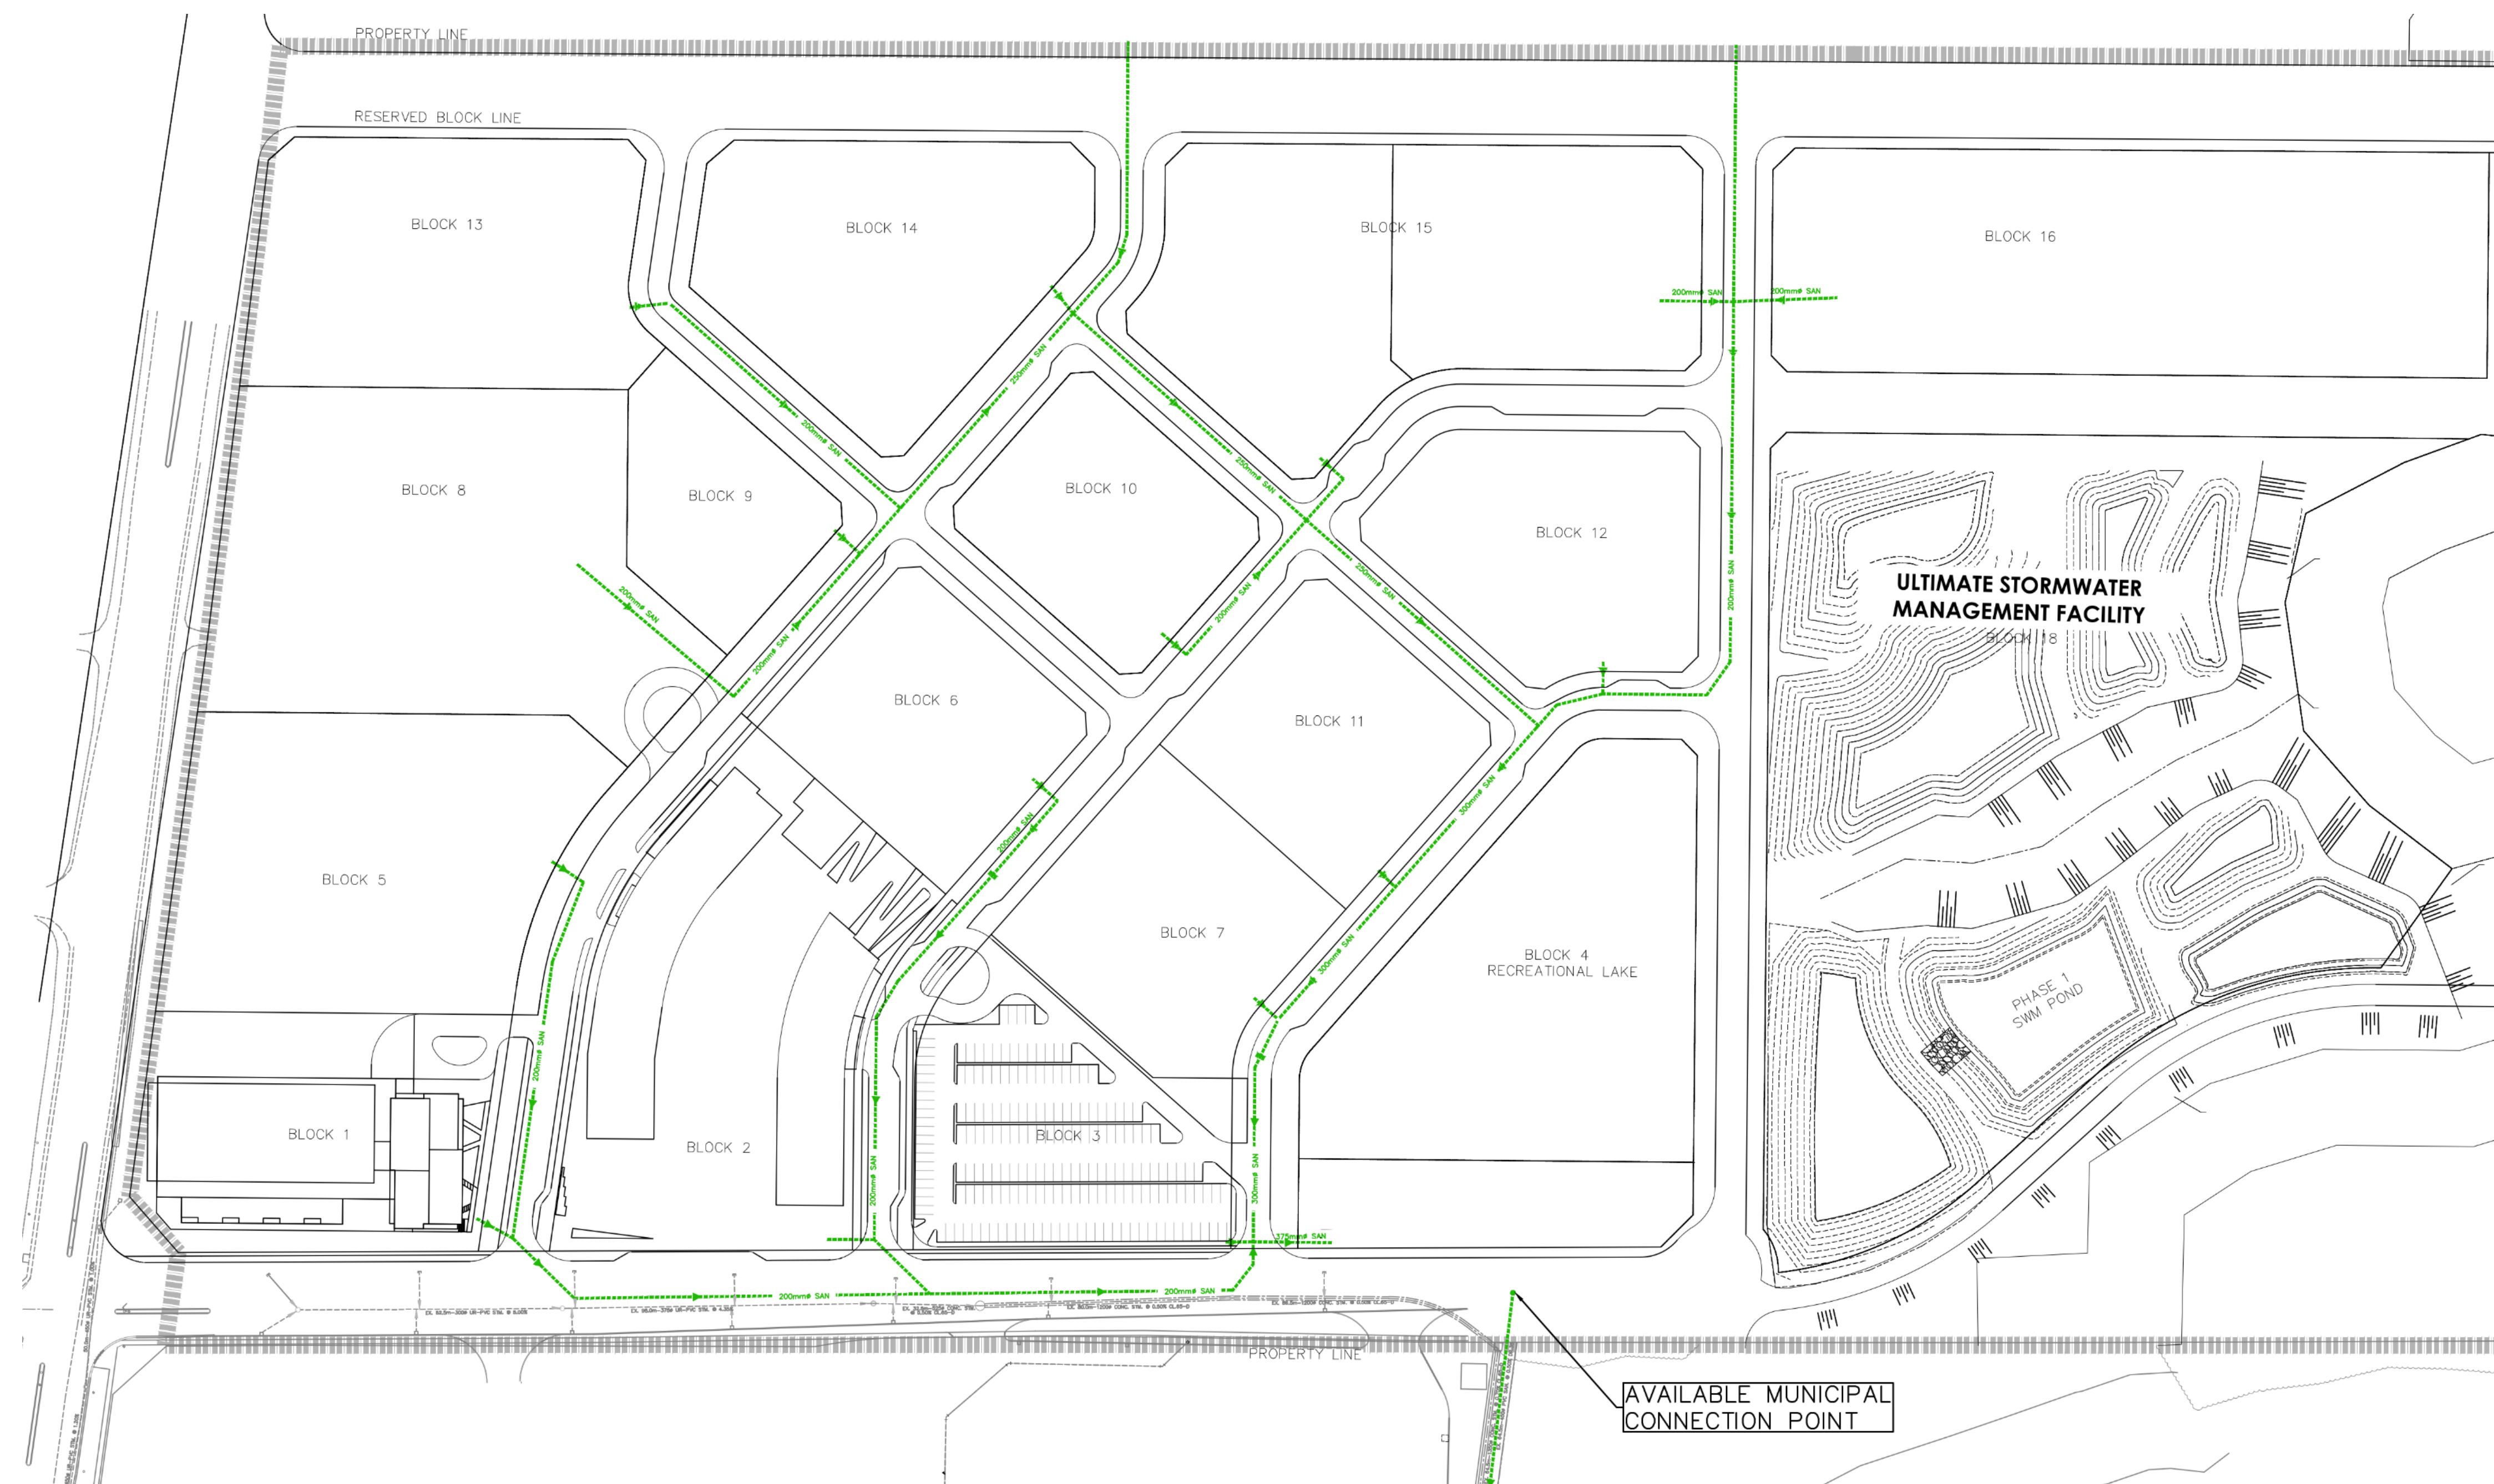 PROPERTY LINE
RESERVED BLOCK LINE
BLOCK 13
BLOCK 14
BLOCK 15
BLOCK 16
200mmø SAN
200mmø SAN
250mmø SAN
200mmø SAN
250mmø SAN
BLOCK 8
BLOCK 9
BLOCK 10
BLOCK 12
200mmø SAN
200mmø SAN
250mmø SAN
200mmø SAN
ULTIMATE STORMWATER
MANAGEMENT FACILITY
BLOCK 18
200mmø SAN
BLOCK 6
BLOCK 11
300mmø SAN
200mmø SAN
BLOCK 5
BLOCK 7
300mmø SAN
BLOCK 4
RECREATIONAL LAKE
PHASE 1
SWM POND
200mmø SAN
BLOCK 1
BLOCK 2
BLOCK 3
200mmø SAN
300mmø SAN
375mmø SAN
200mmø SAN
200mmø SAN
PROPERTY LINE
AVAILABLE MUNICIPAL
CONNECTION POINT